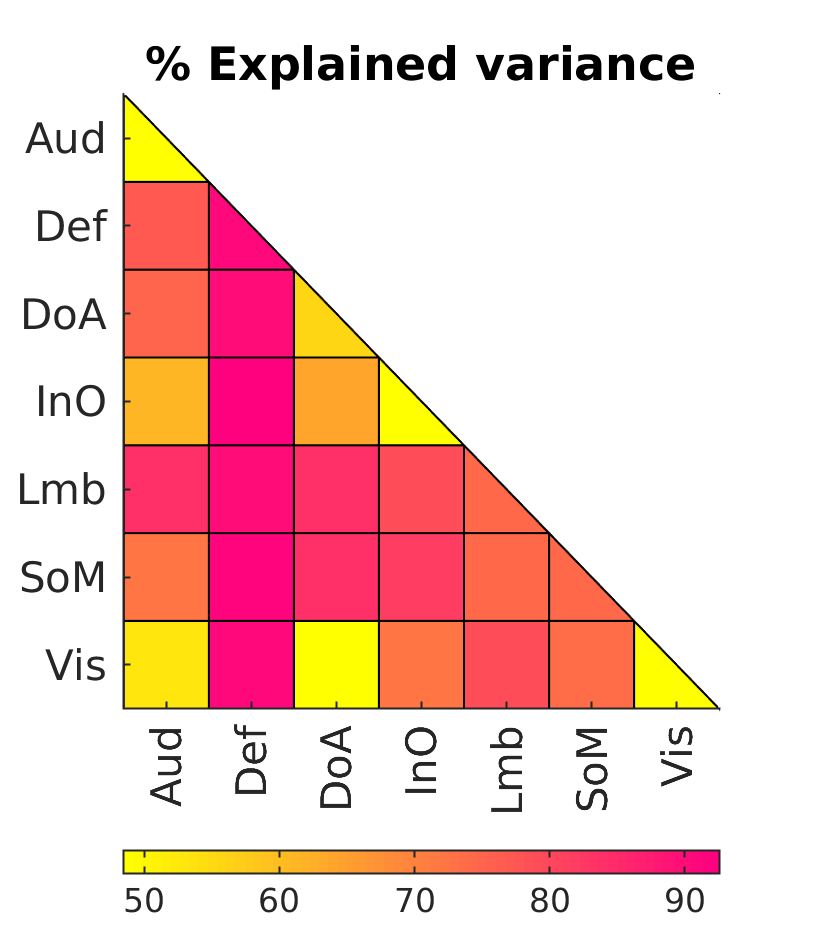 % Explained variance
Aud
Def
DoA
InO
Lmb
SoM
Vis
Aud Def DoA InO Lmb SoM Vis
50 60 70 80 90